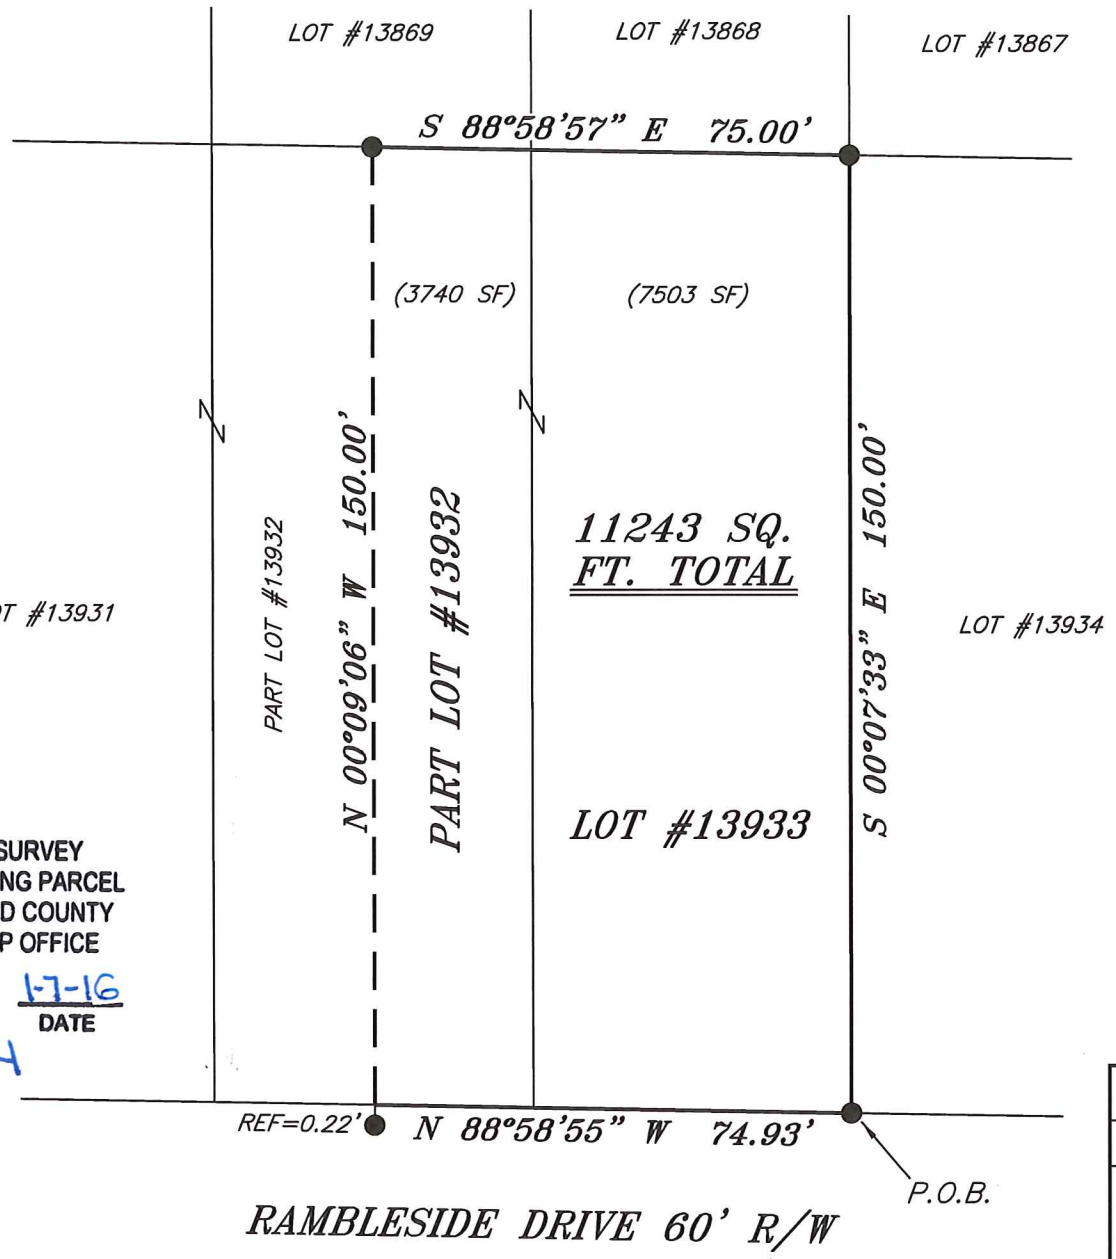 LOT #13869
LOT #13868
LOT #13867
S 88°58'57" E 75.00'
(3740 SF)
(7503 SF)
N 00°09'06" W 150.00'
PART LOT #13932
PART LOT #13932
11243 SQ.
FT. TOTAL
S 00°07'33" E 150.00'
#13931
LOT #13934
LOT #13933
SURVEY
PARCEL
COUNTY
OFFICE
1-7-16
DATE
REF=0.22'
N 88°58'55" W 74.93'
P.O.B.
RAMBLESIDE DRIVE 60' R/W